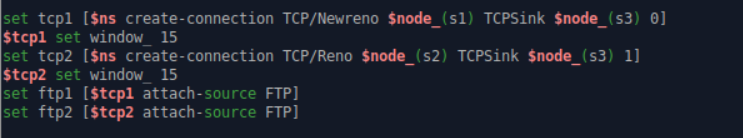 set tcp1 [$ns create-connection TCP/Newreno $node_(s1) TCPSink $node_(s3) 0]
$tcp1 set window_ 15
set tcp2 [$ns create-connection TCP/Reno $node_(s2) TCPSink $node_(s3) 1]
$tcp2 set window_ 15
set ftp1 [$tcp1 attach-source FTP]
set ftp2 [$tcp2 attach-source FTP]